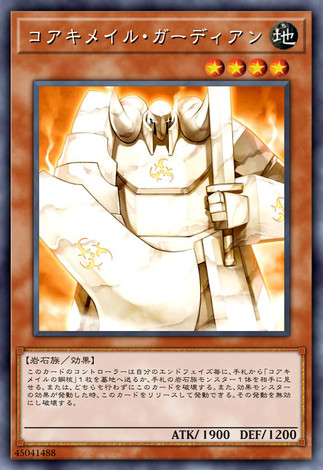 コアキメイル・ガーディアン 地
【岩石族／効果】
このカードのコントローラーは自分のエンドフェイズ毎に、手札から「コアキ
メイルの鋼核」１枚を墓地へ送るか、手札の岩石族モンスター１体を相手に見
せる。または、どちらも行わずにこのカードを破壊する。また、効果モンスター
の効果が発動した時、このカードをリリースして発動できる。その発動を無効
にし破壊する。
ATK/1900 DEF/1200
45041488